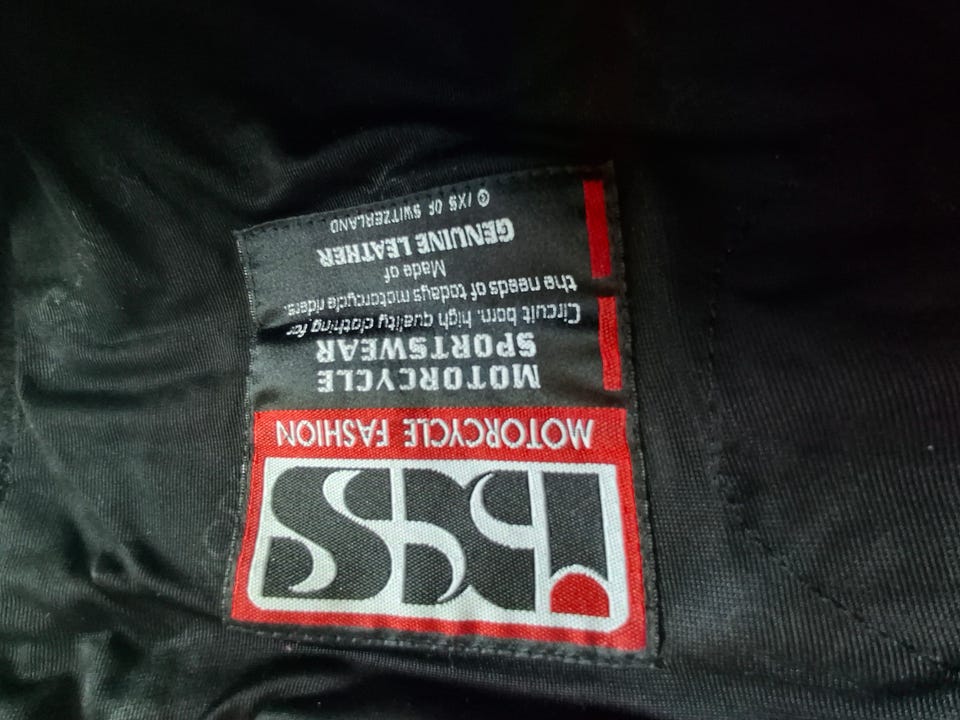 iXS
MOTORCYCLE FASHION
MOTORCYCLE
SPORTSWEAR
Circuit born, high quality clothing for
the needs of todays motorcycle riders.
Made of
GENUINE LEATHER
© IXS OF SWITZERLAND